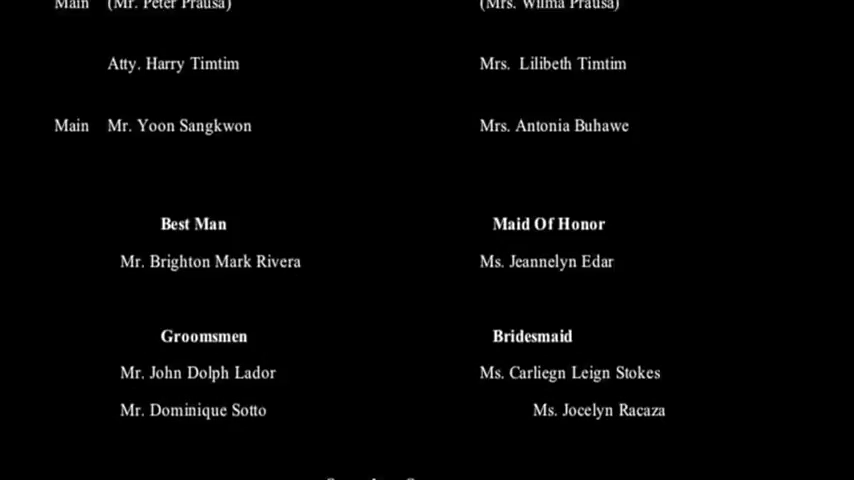 Main (Mr. Peter Prausa) (Mrs. Wilma Prausa)
Atty. Harry Timtim Mrs. Lilibeth Timtim
Main Mr. Yoon Sangkwon Mrs. Antonia Buhawe
Best Man Maid Of Honor
Mr. Brighton Mark Rivera Ms. Jeannelyn Edar
Groomsmen Bridesmaid
Mr. John Dolph Lador Ms. Carliegn Leign Stokes
Mr. Dominique Sotto Ms. Jocelyn Racaza